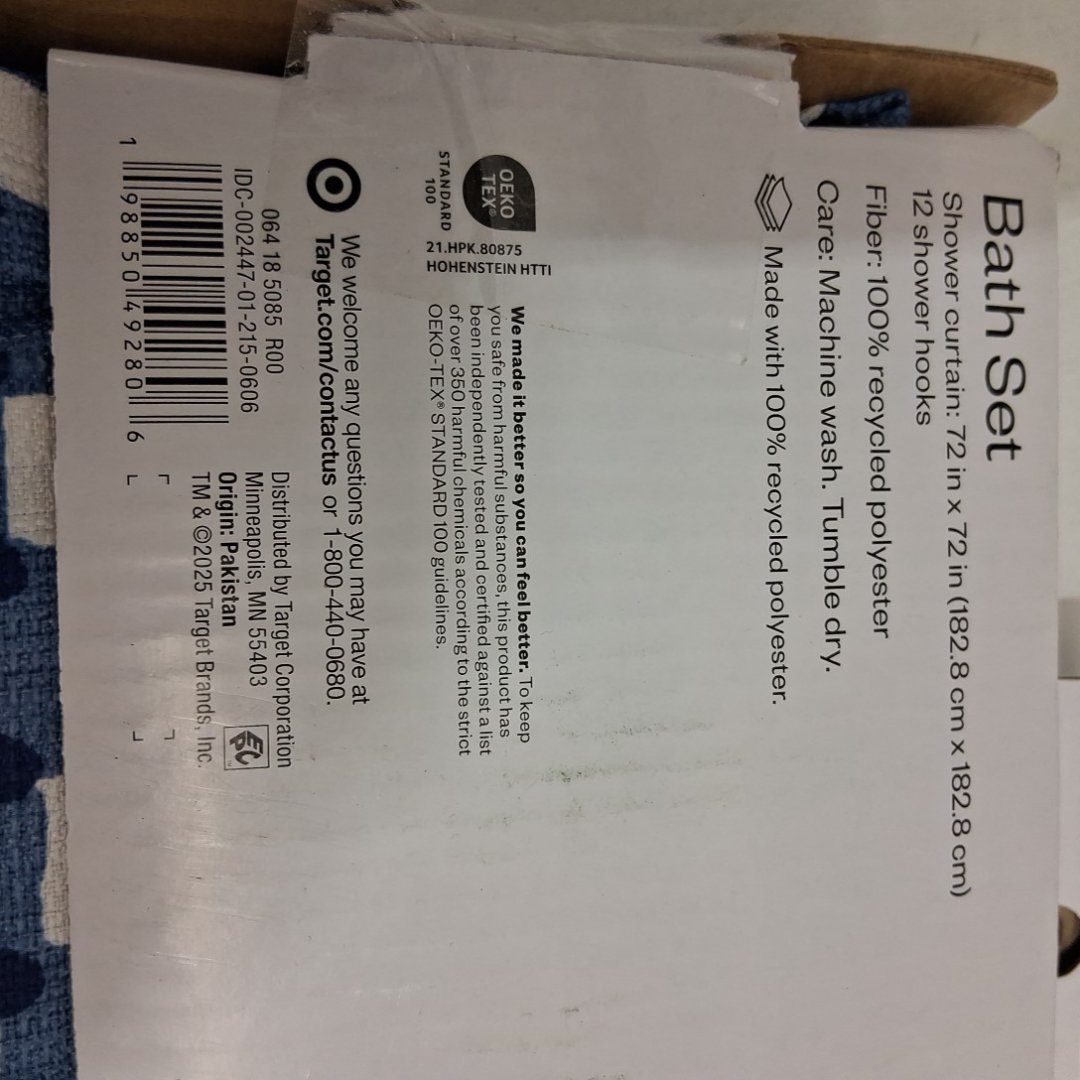 Bath Set
Shower curtain: 72 in x 72 in (182.8 cm x 182.8 cm)
12 shower hooks
Fiber: 100% recycled polyester
Care: Machine wash. Tumble dry.
Made with 100% recycled polyester.
OEKO
TEX®
STANDARD
100
21.HPK.80875
HOHENSTEIN HTTI
We made it better so you can feel better. To keep
you safe from harmful substances, this product has
been independently tested and certified against a list
of over 350 harmful chemicals according to the strict
OEKO-TEX® STANDARD 100 guidelines.
We welcome any questions you may have at
Target.com/contactus or 1-800-440-0680.
064 18 5085 R00
IDC-002447-01-215-0606
1 98850 49280 6
Distributed by Target Corporation
Minneapolis, MN 55403
Origin: Pakistan
TM & ©2025 Target Brands, Inc.